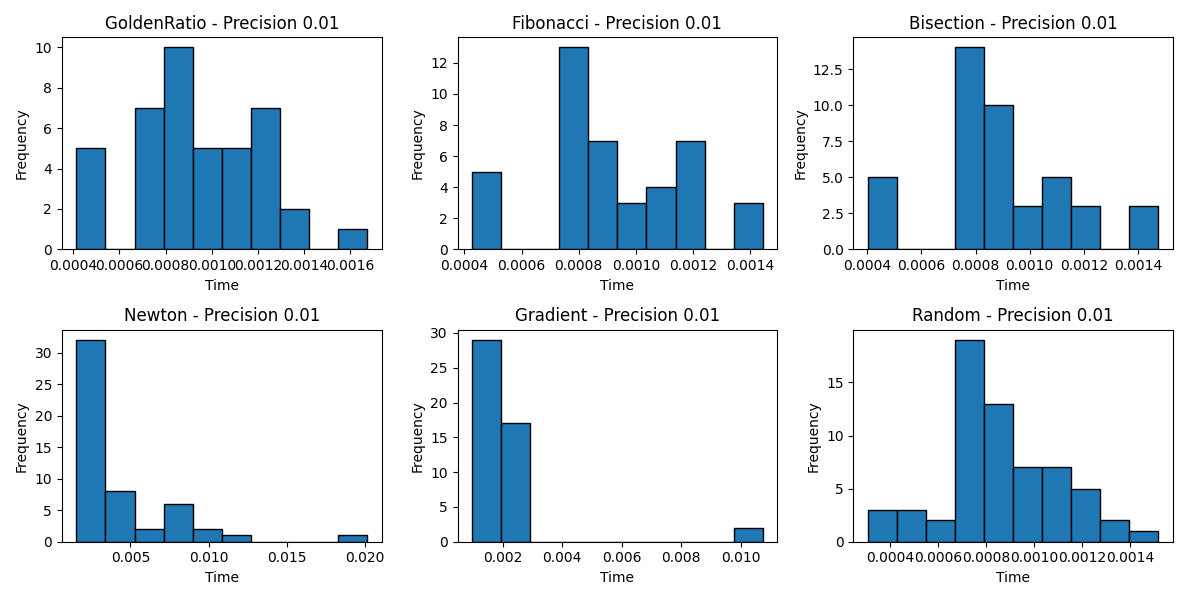 GoldenRatio - Precision 0.01
Frequency
10
8
6
4
2
0
0.0004 0.0006 0.0008 0.0010 0.0012 0.0014 0.0016
Time
Fibonacci - Precision 0.01
Frequency
12
10
8
6
4
2
0
0.0004 0.0006 0.0008 0.0010 0.0012 0.0014
Time
Bisection - Precision 0.01
Frequency
12.5
10.0
7.5
5.0
2.5
0.0
0.0004 0.0006 0.0008 0.0010 0.0012 0.0014
Time
Newton - Precision 0.01
Frequency
30
25
20
15
10
5
0
0.005 0.010 0.015 0.020
Time
Gradient - Precision 0.01
Frequency
30
25
20
15
10
5
0
0.002 0.004 0.006 0.008 0.010
Time
Random - Precision 0.01
Frequency
15
10
5
0
0.0004 0.0006 0.0008 0.0010 0.0012 0.0014
Time